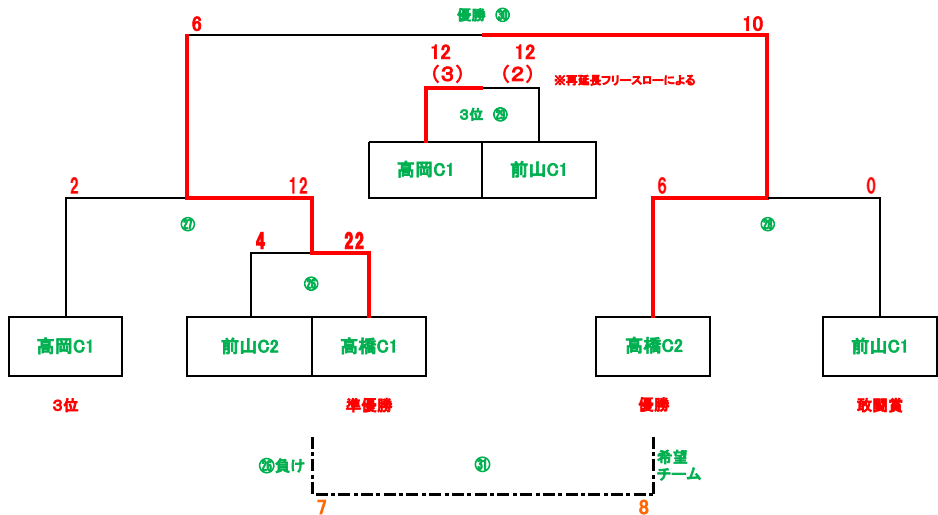 6
優勝 ㉚
10
12 12
(3) (2)
※再延長フリースローによる
3位 ㉙
高岡C1 前山C1
2
12
6
0
㉗
㉘
4
22
㉖
高岡C1
前山C2 高橋C1
高橋C2
前山C1
3位
準優勝
優勝
敢闘賞
㉖負け
㉛
希望
チーム
7
8